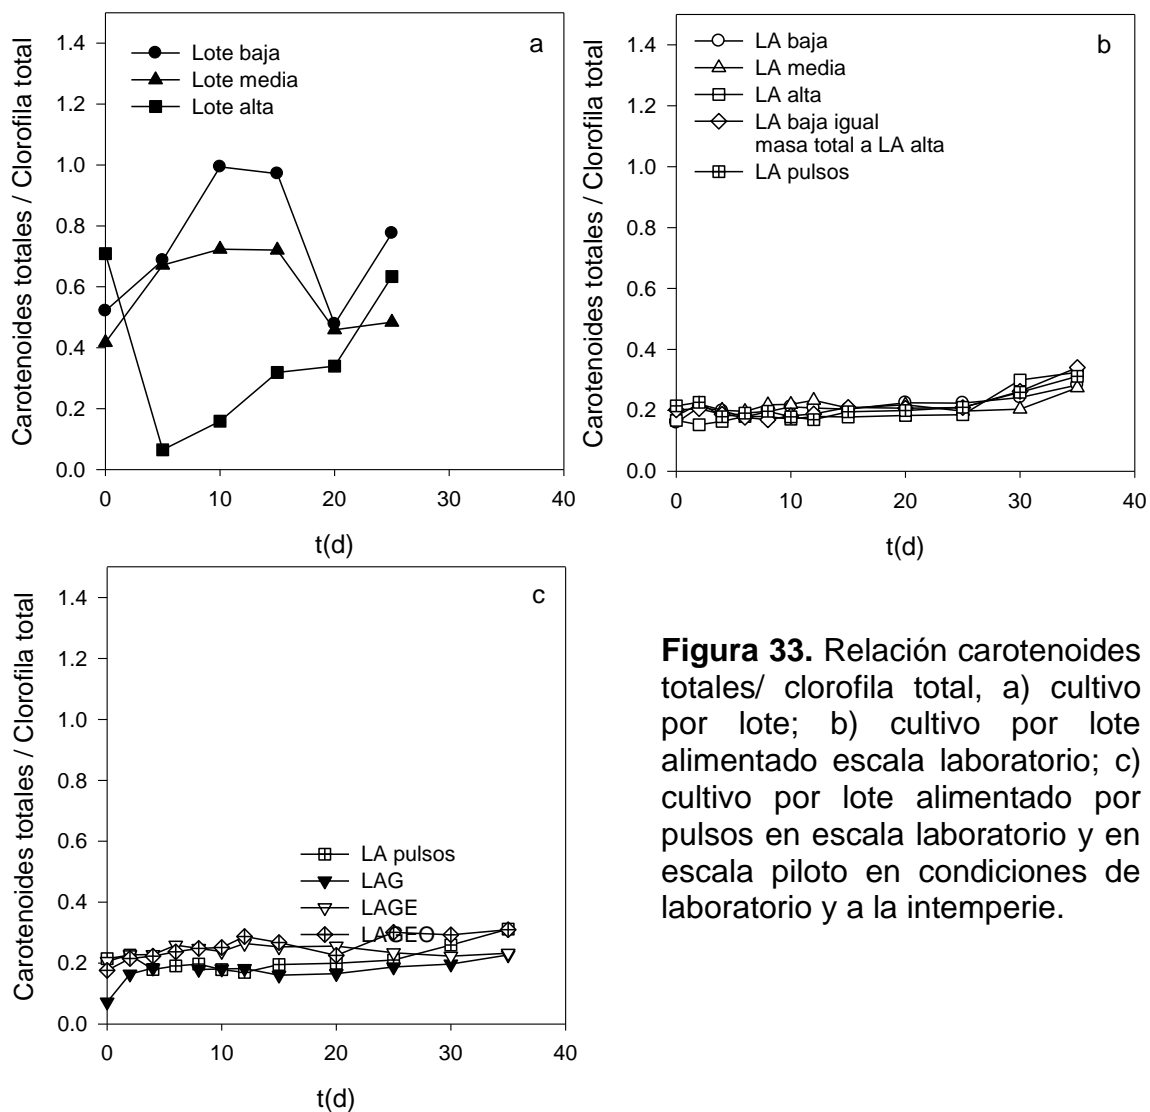 a
Lote baja
Lote media
Lote alta
Carotenoides totales / Clorofila total
1.4
1.2
1.0
0.8
0.6
0.4
0.2
0.0
0
10
20
30
40
t(d)
b
LA baja
LA media
LA alta
LA baja igual
masa total a LA alta
LA pulsos
Carotenoides totales / Clorofila total
1.4
1.2
1.0
0.8
0.6
0.4
0.2
0.0
0
10
20
30
40
t(d)
c
LA pulsos
LAG
LAGE
LAGEO
Carotenoides totales / Clorofila total
1.4
1.2
1.0
0.8
0.6
0.4
0.2
0.0
0
10
20
30
40
t(d)
Figura 33. Relación carotenoides
totales/ clorofila total, a) cultivo
por lote; b) cultivo por lote
alimentado escala laboratorio; c)
cultivo por lote alimentado por
pulsos en escala laboratorio y en
escala piloto en condiciones de
laboratorio y a la intemperie.